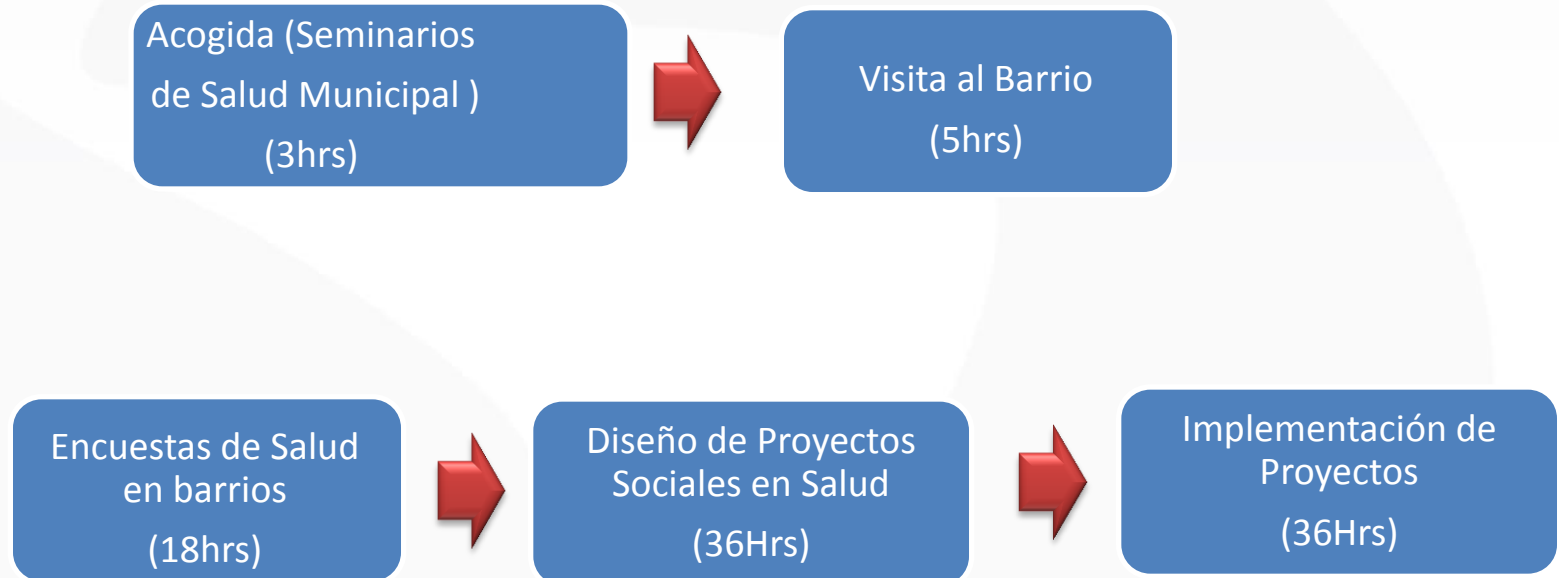 Acogida (Seminarios
de Salud Municipal )
(3hrs)
Visita al Barrio
(5hrs)
Encuestas de Salud
en barrios
(18hrs)
Diseño de Proyectos
Sociales en Salud
(36Hrs)
Implementación de
Proyectos
(36Hrs)